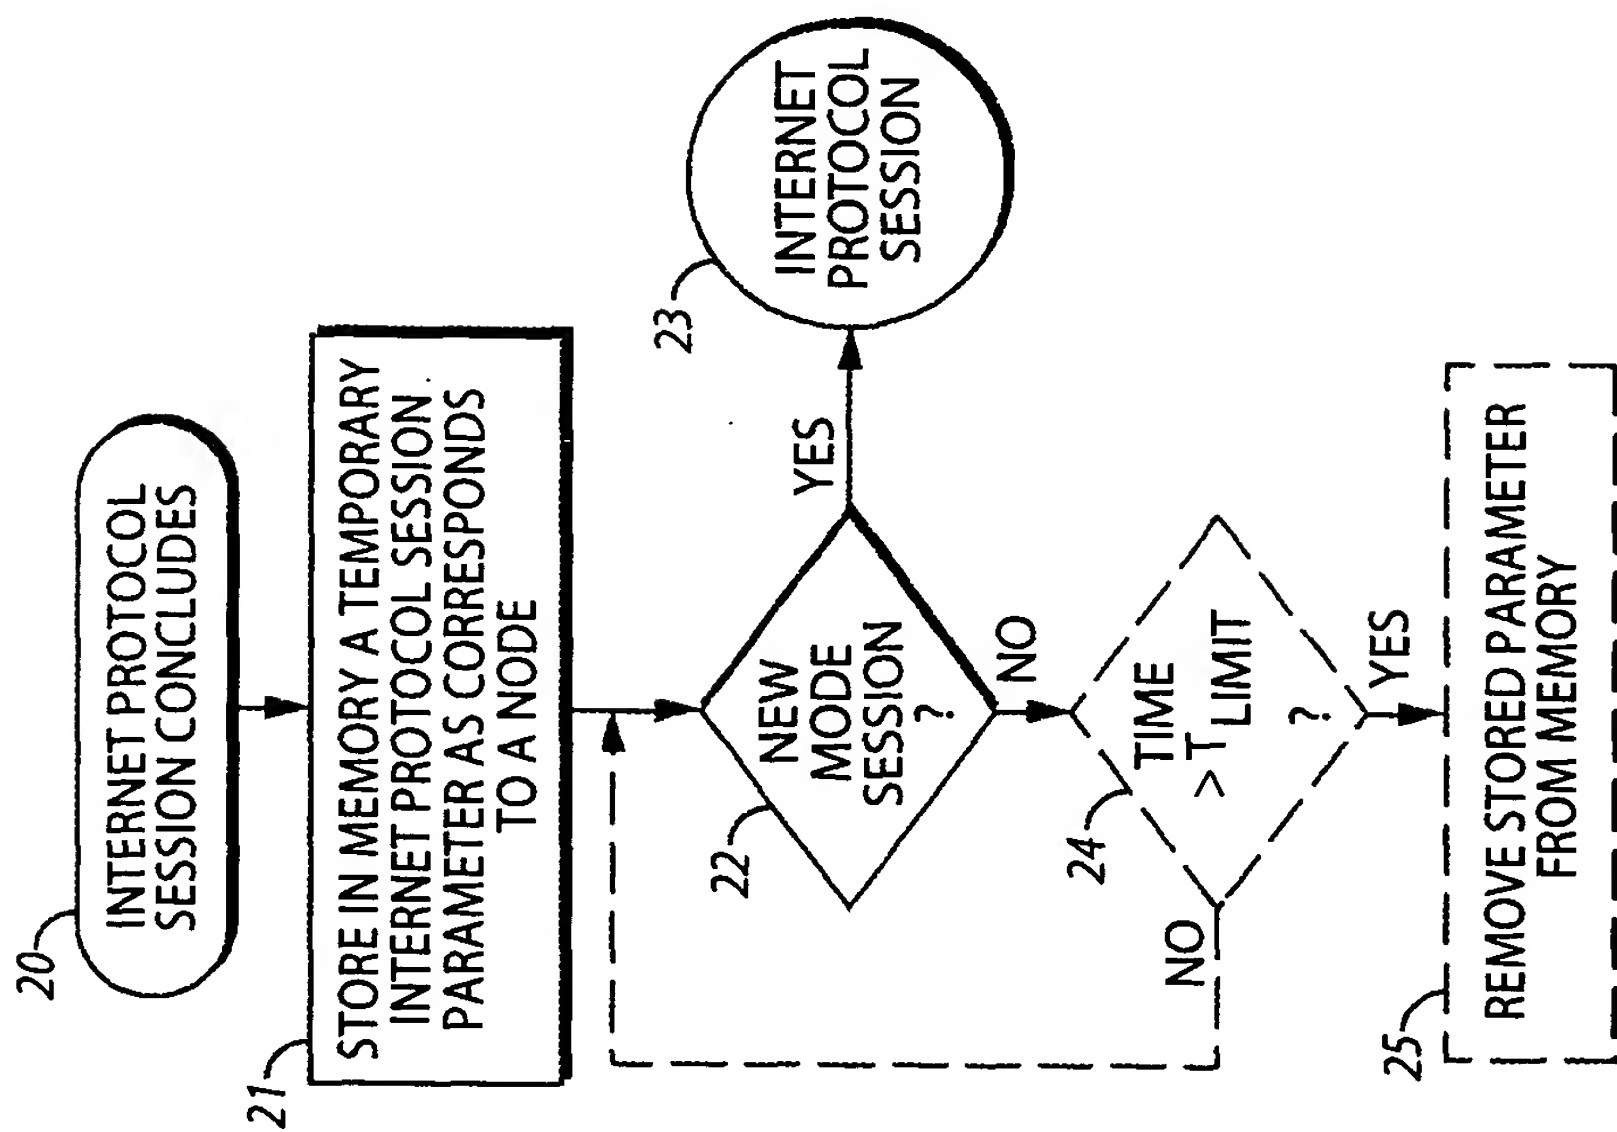 20
INTERNET PROTOCOL
SESSION CONCLUDES
21
STORE IN MEMORY A TEMPORARY
INTERNET PROTOCOL SESSION
PARAMETER AS CORRESPONDS
TO A NODE
22
NEW
MODE
SESSION
?
YES
23
INTERNET
PROTOCOL
SESSION
NO
24
TIME
>T
LIMIT
?
NO
YES
25
REMOVE STORED PARAMETER
FROM MEMORY